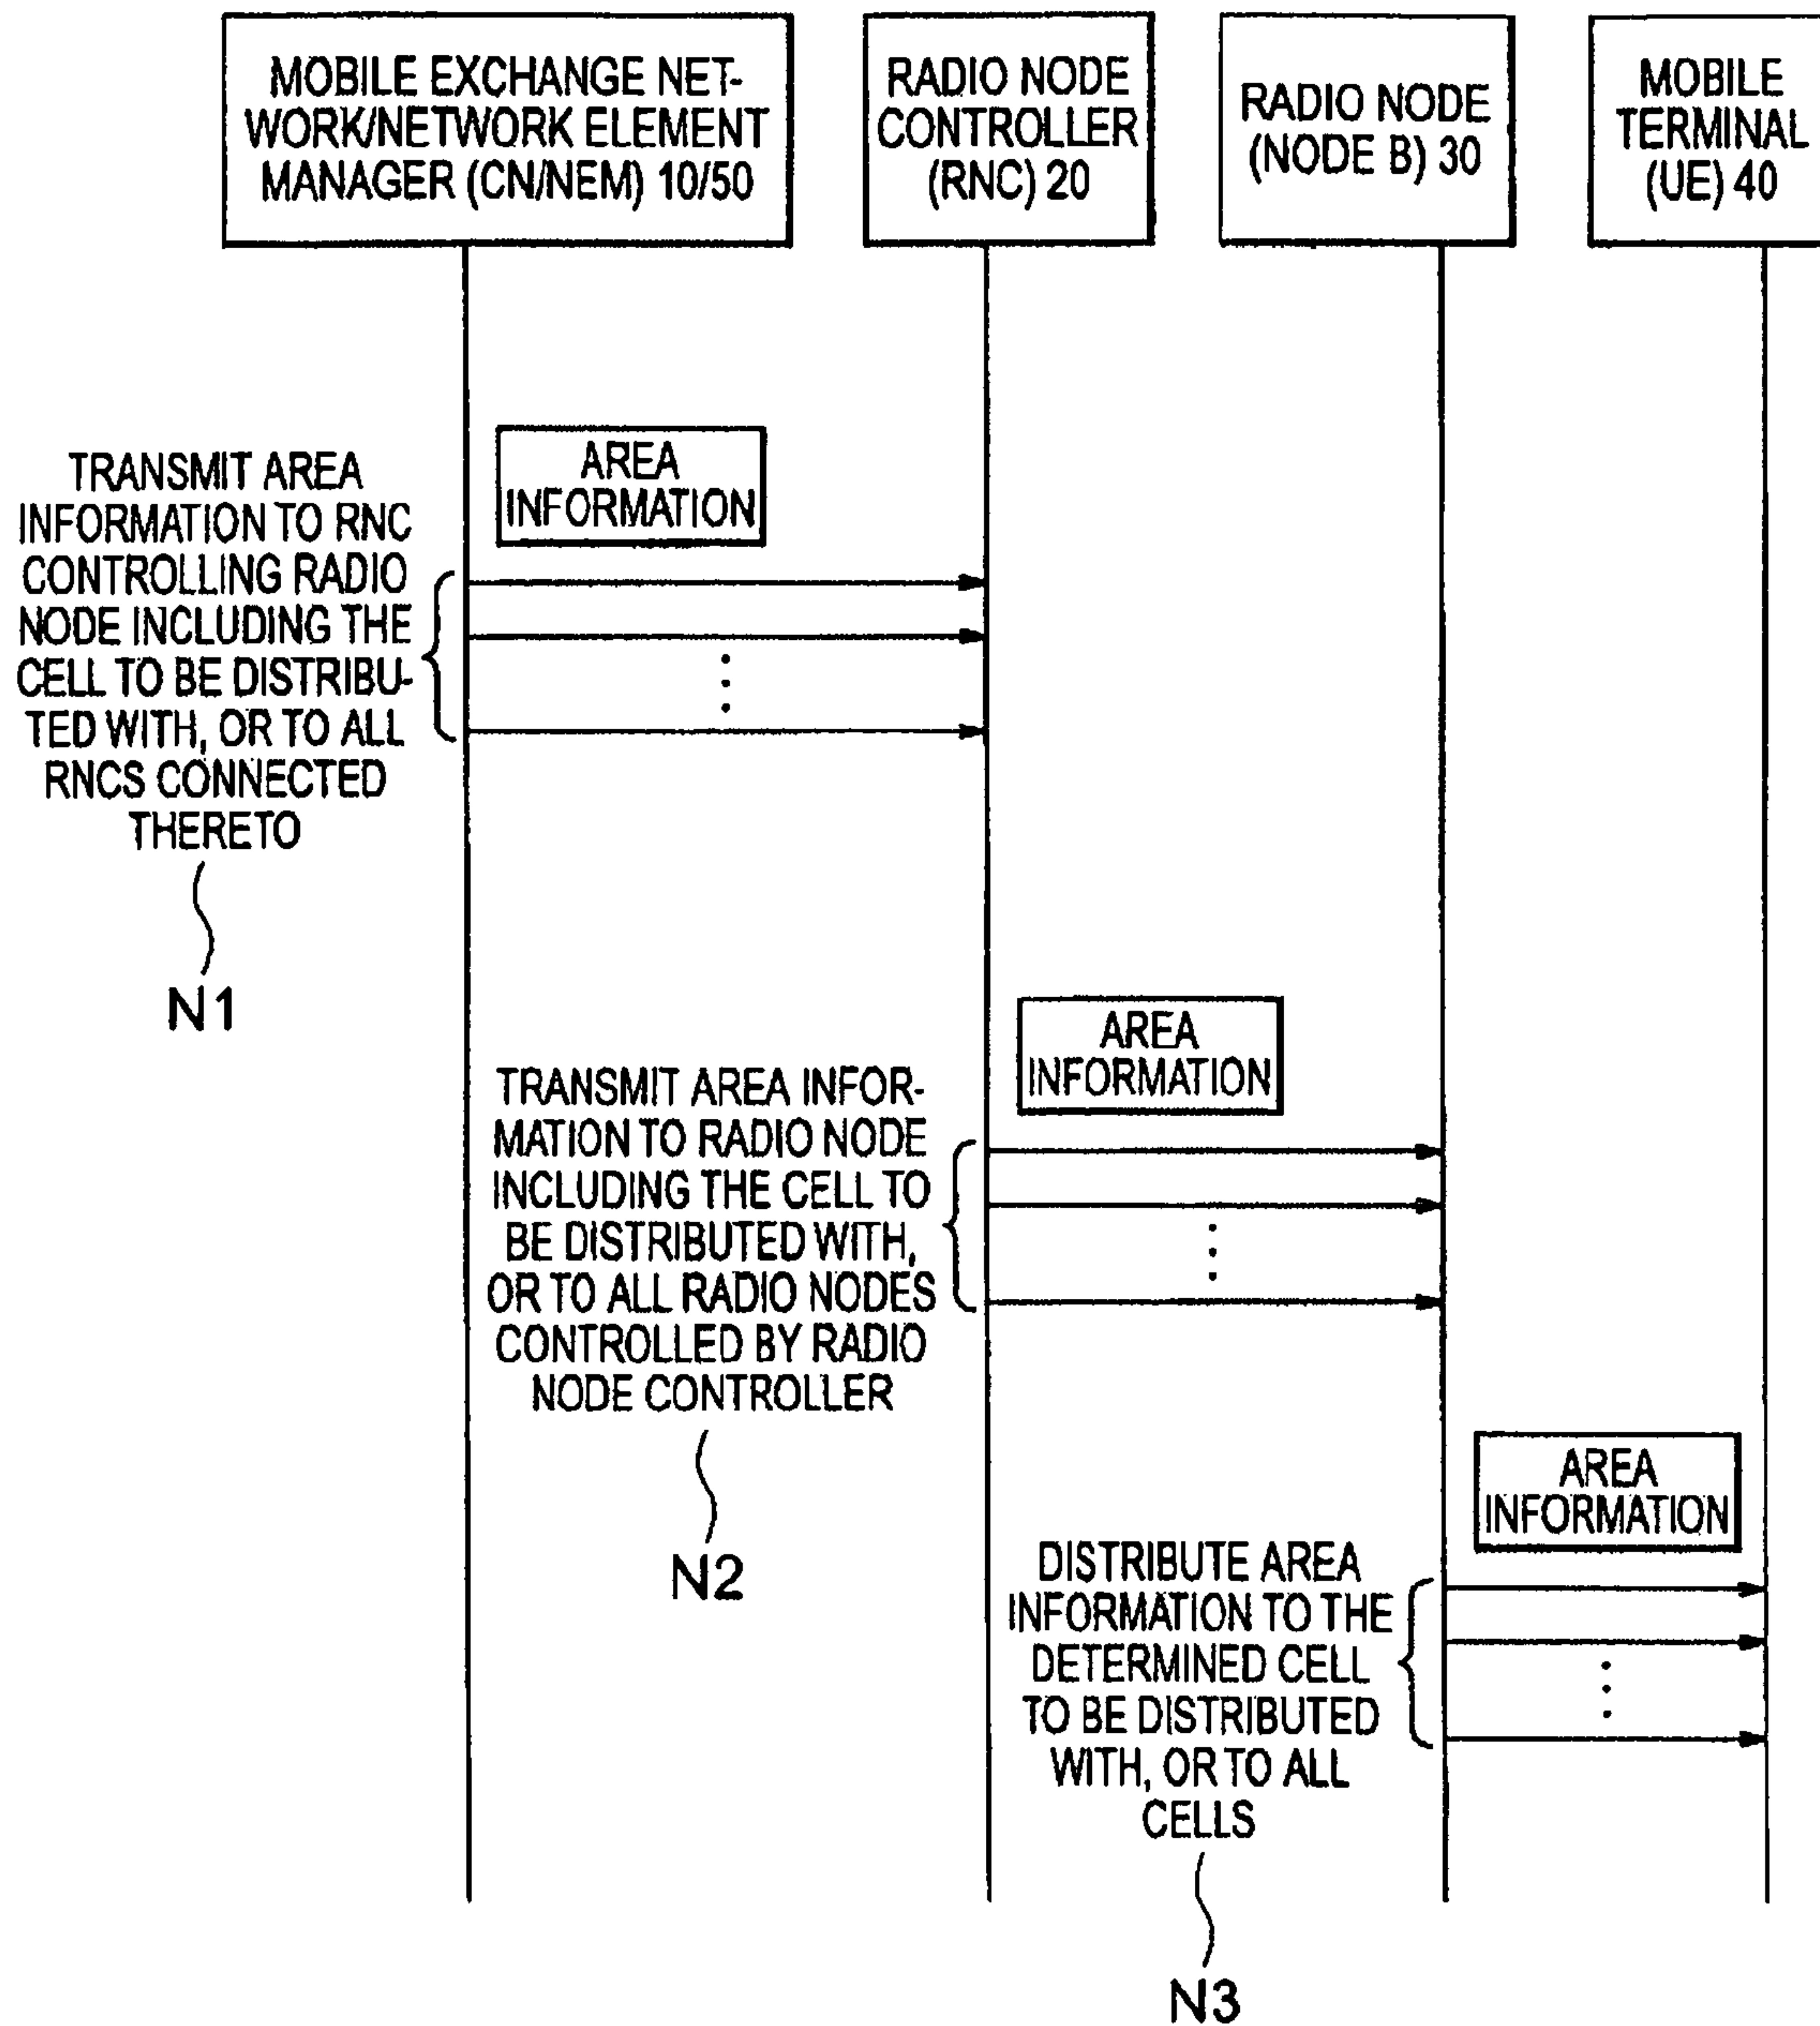 MOBILE EXCHANGE NET-
WORK/NETWORK ELEMENT
MANAGER (CN/NEM) 10/50
RADIO NODE
CONTROLLER
(RNC) 20
RADIO NODE
(NODE B) 30
MOBILE
TERMINAL
(UE) 40
AREA
INFORMATION
TRANSMIT AREA
INFORMATION TO RNC
CONTROLLING RADIO
NODE INCLUDING THE
CELL TO BE DISTRIBU-
TED WITH, OR TO ALL
RNCS CONNECTED
THERETO
N1
AREA
INFORMATION
TRANSMIT AREA INFOR-
MATION TO RADIO NODE
INCLUDING THE CELL TO
BE DISTRIBUTED WITH,
OR TO ALL RADIO NODES
CONTROLLED BY RADIO
NODE CONTROLLER
N2
AREA
INFORMATION
DISTRIBUTE AREA
INFORMATION TO THE
DETERMINED CELL
TO BE DISTRIBUTED
WITH, OR TO ALL
CELLS
N3